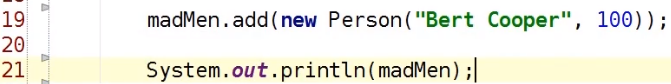 19 madMen.add(new Person("Bert Cooper", 100));
20
21 System.out.println(madMen);